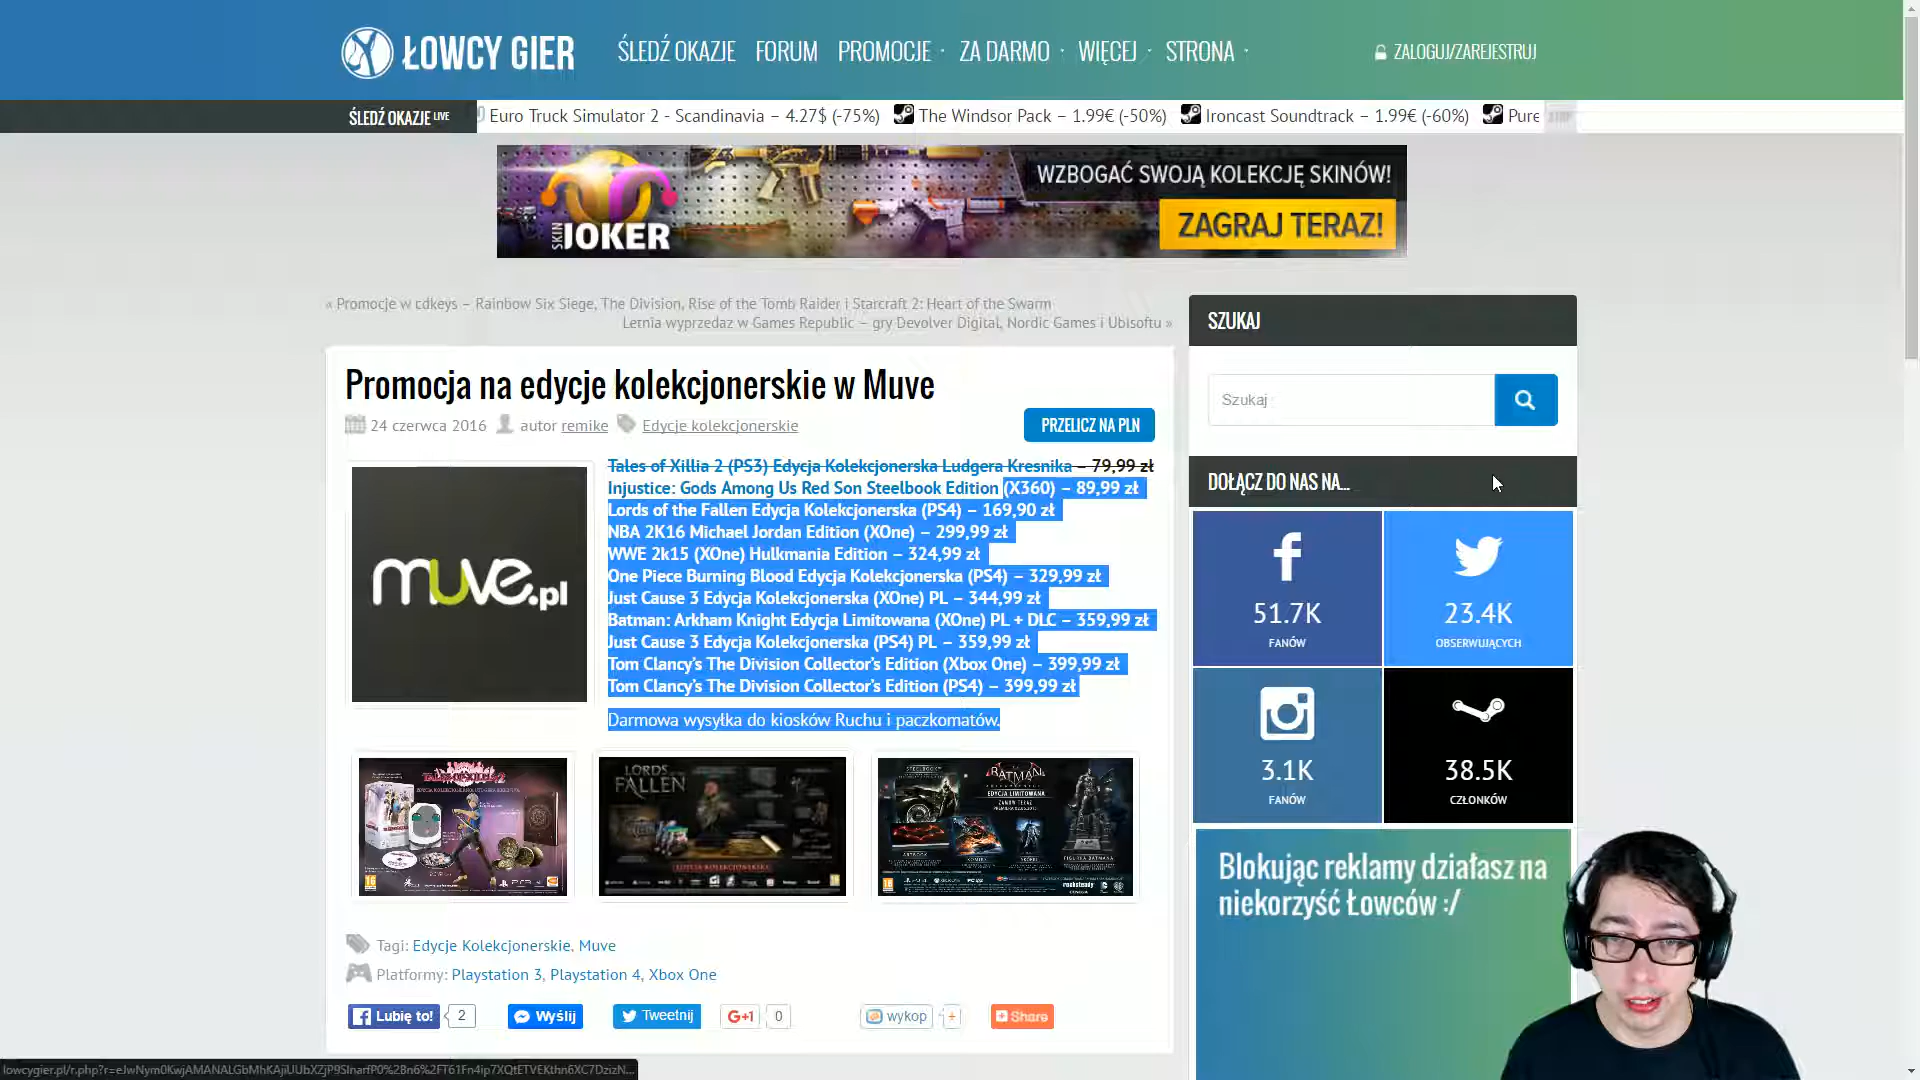 ŁOWCY GIER
ŚLEDŹ OKAZJE FORUM PROMOCJE ZA DARMO WIĘCEJ STRONA
ZALOGUJ/ZAREJESTRUJ
ŚLEDŹ OKAZJE LIVE
Euro Truck Simulator 2 - Scandinavia – 4.27$ (-75%) The Windsor Pack – 1.99€ (-50%) Ironcast Soundtrack – 1.99€ (-60%) Pure
SKIN JOKER
WZBOGAĆ SWOJĄ KOLEKCJĘ SKINÓW!
ZAGRAJ TERAZ!
« Promocje w cdkeys – Rainbow Six Siege, The Division, Rise of the Tomb Raider i Starcraft 2: Heart of the Swarm
Letnia wyprzedaż w Games Republic – gry Devolver Digital, Nordic Games i Ubisoftu »
Promocja na edycje kolekcjonerskie w Muve
24 czerwca 2016 autor remike Edycje kolekcjonerskie
PRZELICZ NA PLN
muve.pl
Tales of Xillia 2 (PS3) Edycja Kolekcjonerska Ludgera Kresnika – 79,99 zł
Injustice: Gods Among Us Red Son Steelbook Edition (X360) – 89,99 zł
Lords of the Fallen Edycja Kolekcjonerska (PS4) – 169,90 zł
NBA 2K16 Michael Jordan Edition (XOne) – 299,99 zł
WWE 2k15 (XOne) Hulkmania Edition – 324,99 zł
One Piece Burning Blood Edycja Kolekcjonerska (PS4) – 329,99 zł
Just Cause 3 Edycja Kolekcjonerska (XOne) PL – 344,99 zł
Batman: Arkham Knight Edycja Limitowana (XOne) PL + DLC – 359,99 zł
Just Cause 3 Edycja Kolekcjonerska (PS4) PL – 359,99 zł
Tom Clancy's The Division Collector's Edition (Xbox One) – 399,99 zł
Tom Clancy's The Division Collector's Edition (PS4) – 399,99 zł
Darmowa wysyłka do kiosków Ruchu i paczkomatów.
LORDS OF THE FALLEN
EDYCJA KOLEKCJONERSKA
STEELBOOK
BATMAN
EDYCJA LIMITOWANA
ARTBOOK
KOMIKS
FIGURKA BATMANA
Tagi: Edycje Kolekcjonerskie, Muve
Platformy: Playstation 3, Playstation 4, Xbox One
Lubię to! 2
Wyślij
Tweetnij
G+1 0
wykop +
Share
SZUKAJ
Szukaj
DOŁĄCZ DO NAS NA...
51.7K
FANÓW
23.4K
OBSERWUJĄCYCH
3.1K
FANÓW
38.5K
CZŁONKÓW
Blokując reklamy działasz na
niekorzyść Łowców :/